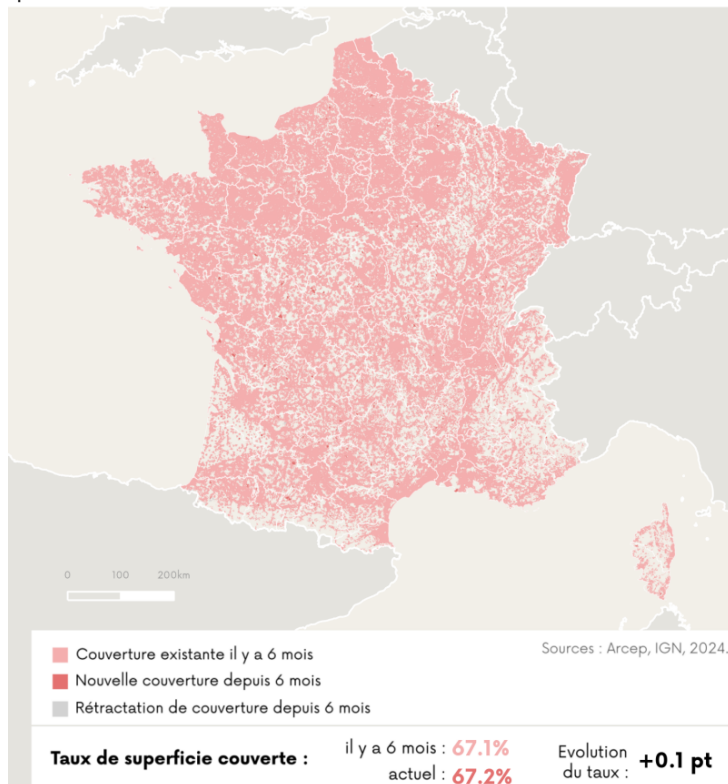 0 100 200km
Couverture existante il y a 6 mois
Sources : Arcep, IGN, 2024.
Nouvelle couverture depuis 6 mois
Rétractation de couverture depuis 6 mois
Taux de superficie couverte :
il y a 6 mois : 67.1%
actuel : 67.2%
Evolution
du taux : +0.1 pt